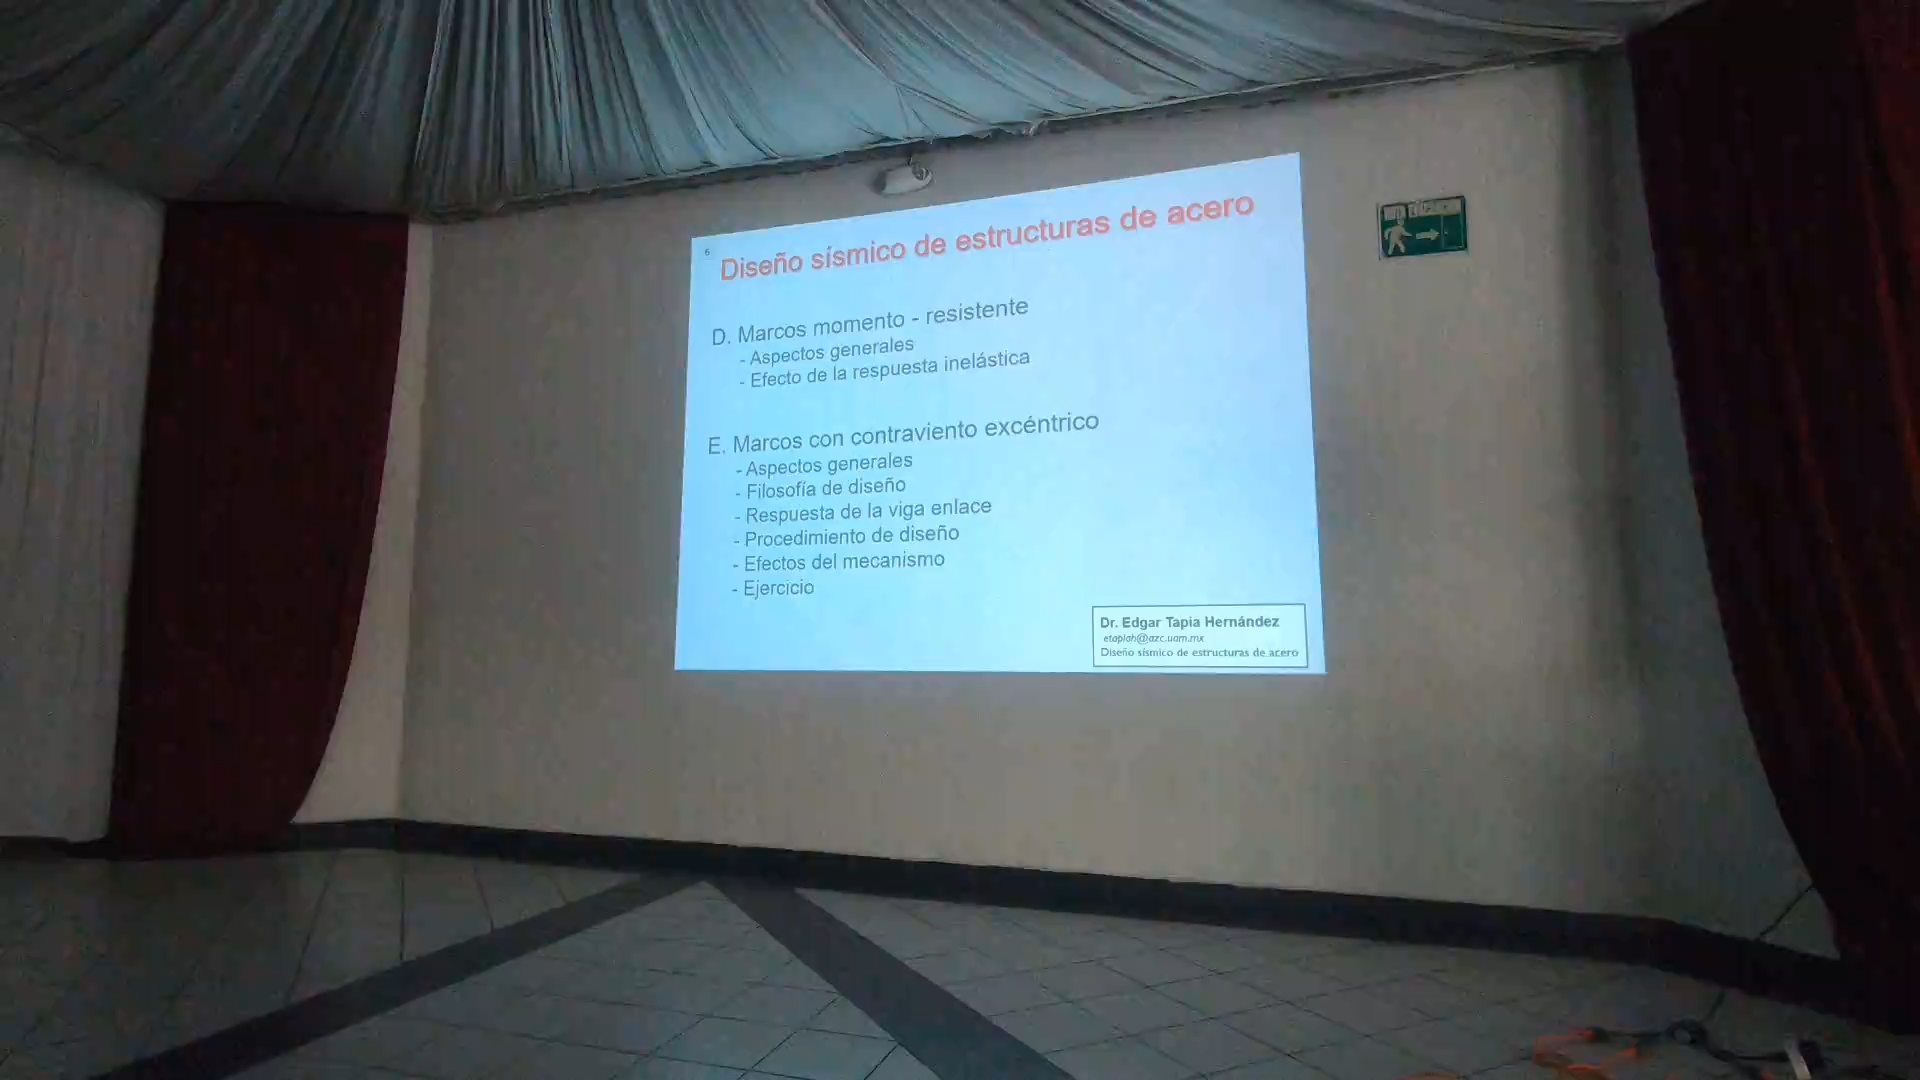 6
Diseño sísmico de estructuras de acero
D. Marcos momento - resistente
- Aspectos generales
- Efecto de la respuesta inelástica
E. Marcos con contraviento excéntrico
- Aspectos generales
- Filosofía de diseño
- Respuesta de la viga enlace
- Procedimiento de diseño
- Efectos del mecanismo
- Ejercicio
Dr. Edgar Tapia Hernández
etapiah@azc.uam.mx
Diseño sísmico de estructuras de acero